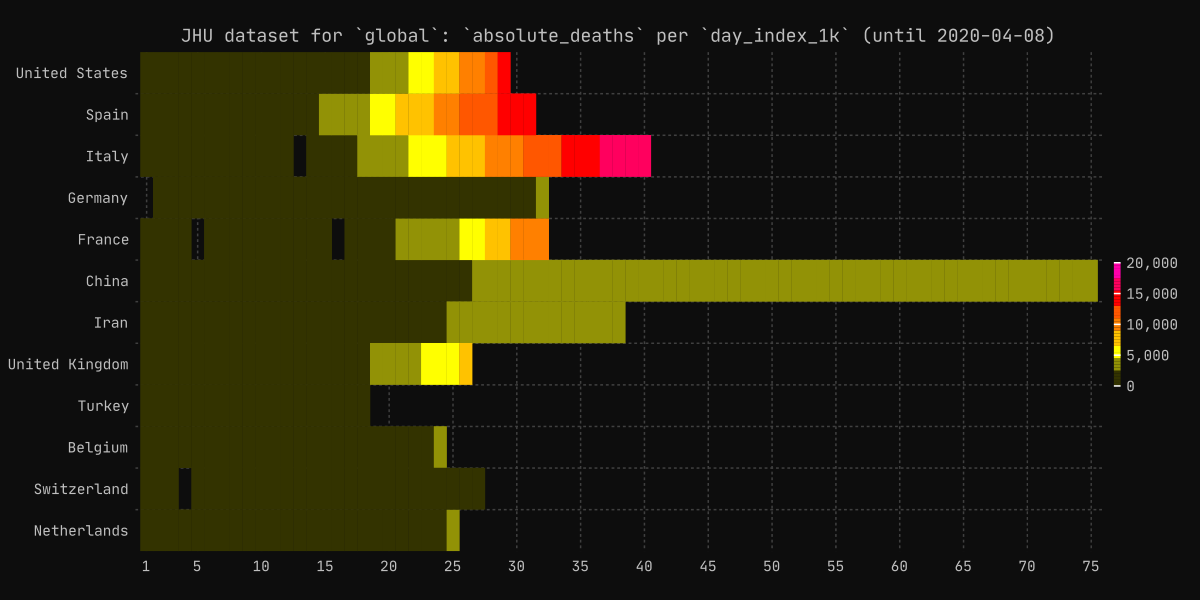 JHU dataset for `global`: `absolute_deaths` per `day_index_1k` (until 2020-04-08)
United States
Spain
Italy
Germany
France
China
Iran
United Kingdom
Turkey
Belgium
Switzerland
Netherlands
1 5 10 15 20 25 30 35 40 45 50 55 60 65 70 75
20,000
15,000
10,000
5,000
0